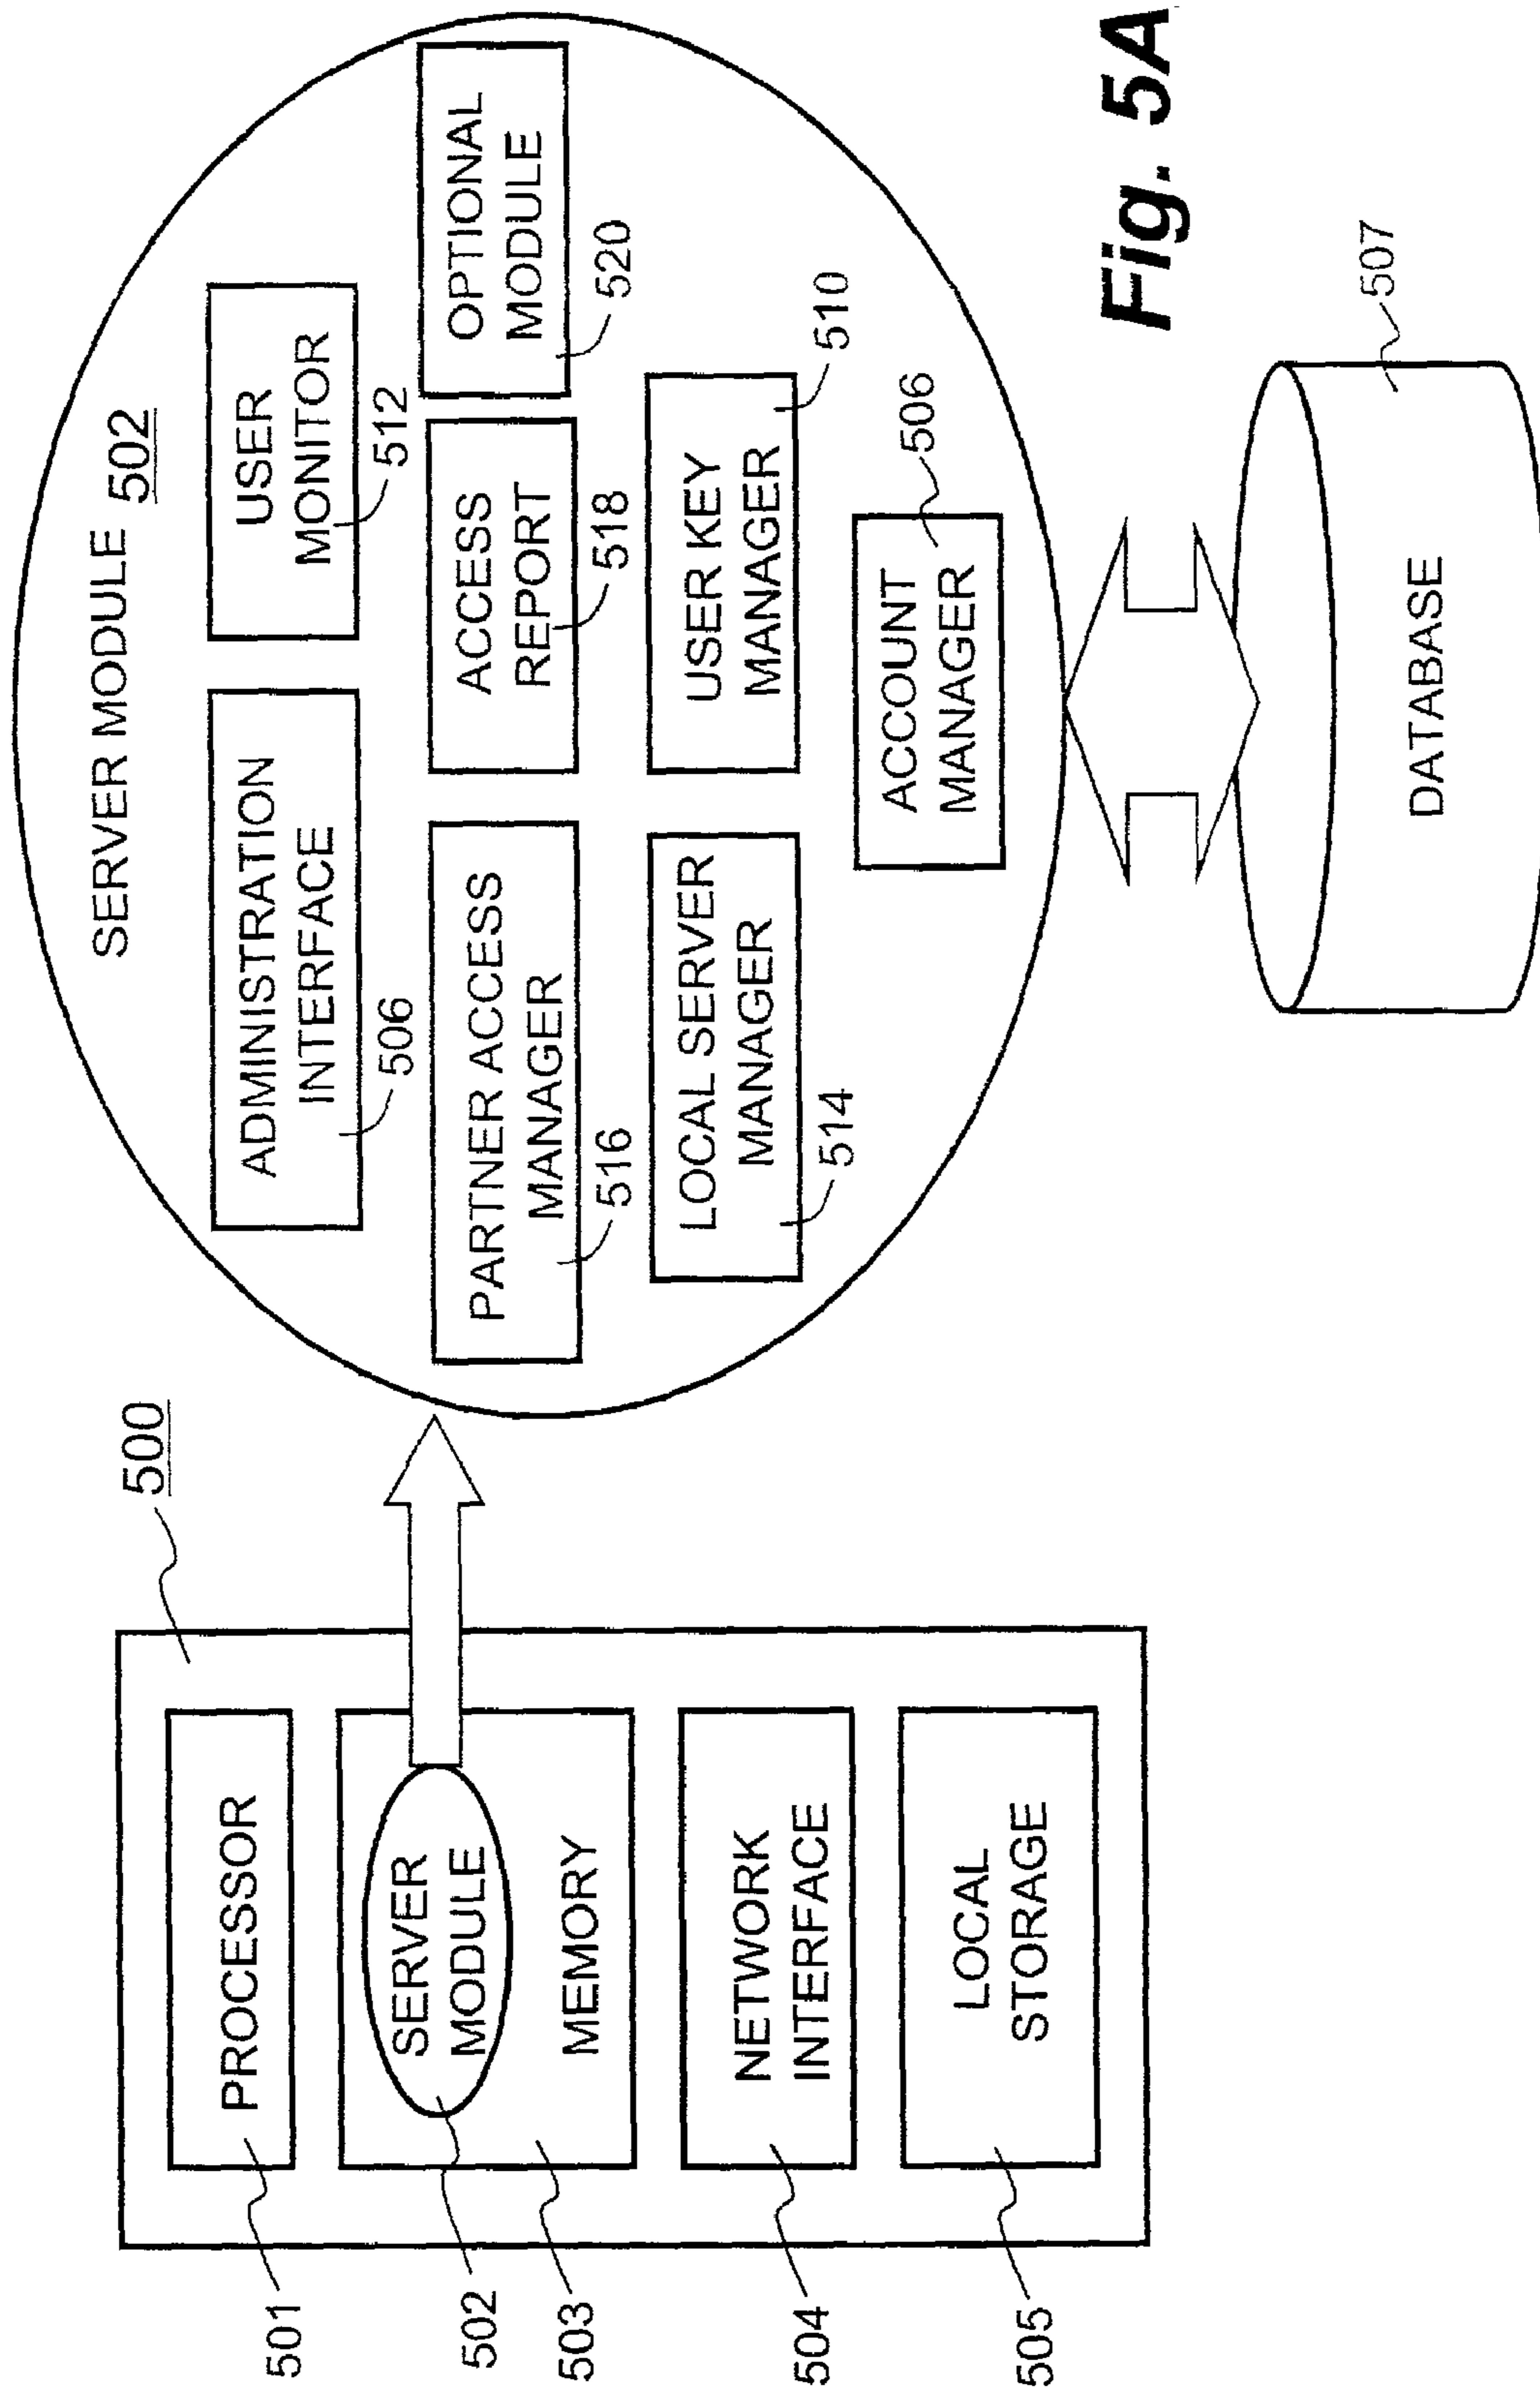 500
501
PROCESSOR
502
SERVER
MODULE
503
MEMORY
504
NETWORK
INTERFACE
505
LOCAL
STORAGE
SERVER MODULE 502
ADMINISTRATION
INTERFACE
506
USER
MONITOR
512
PARTNER ACCESS
MANAGER
516
ACCESS
REPORT
518
OPTIONAL
MODULE
520
LOCAL SERVER
MANAGER
514
USER KEY
MANAGER
510
ACCOUNT
MANAGER
506
DATABASE
507
Fig. 5A